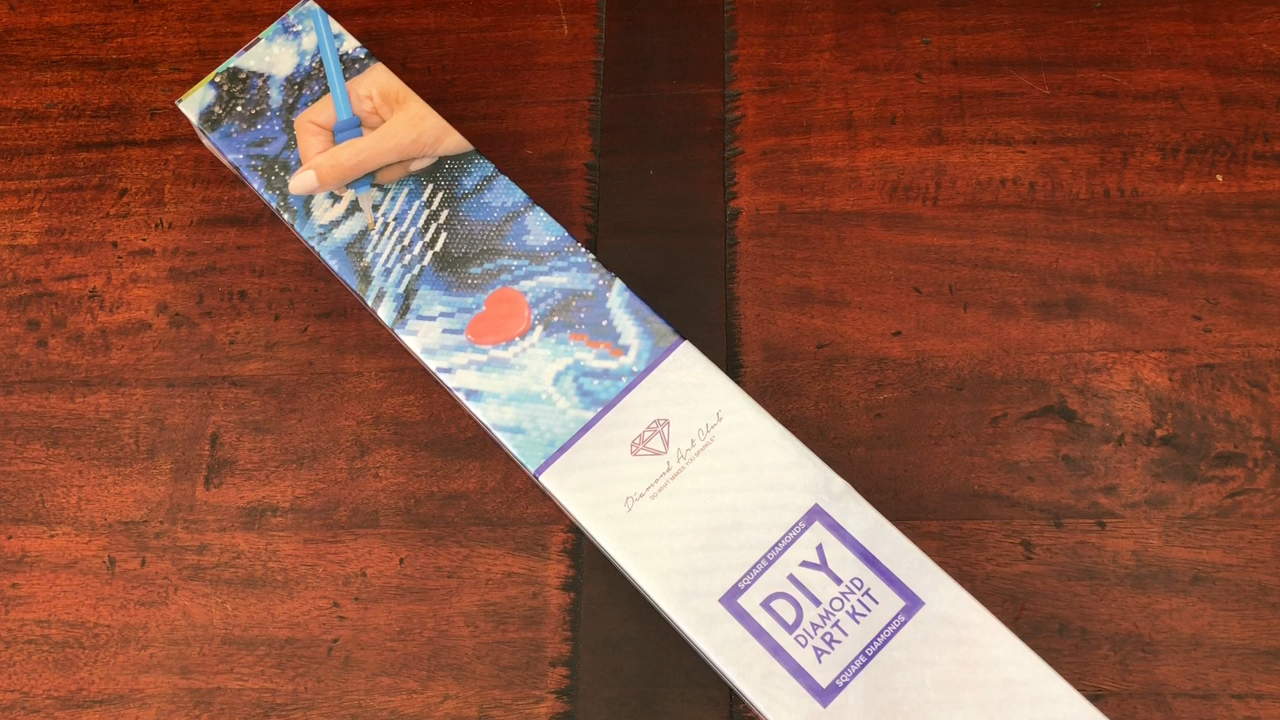 Diamond Art Club
DO WHAT MAKES YOU SPARKLE
SQUARE DIAMONDS
DIY
DIAMOND
ART KIT
SQUARE DIAMONDS